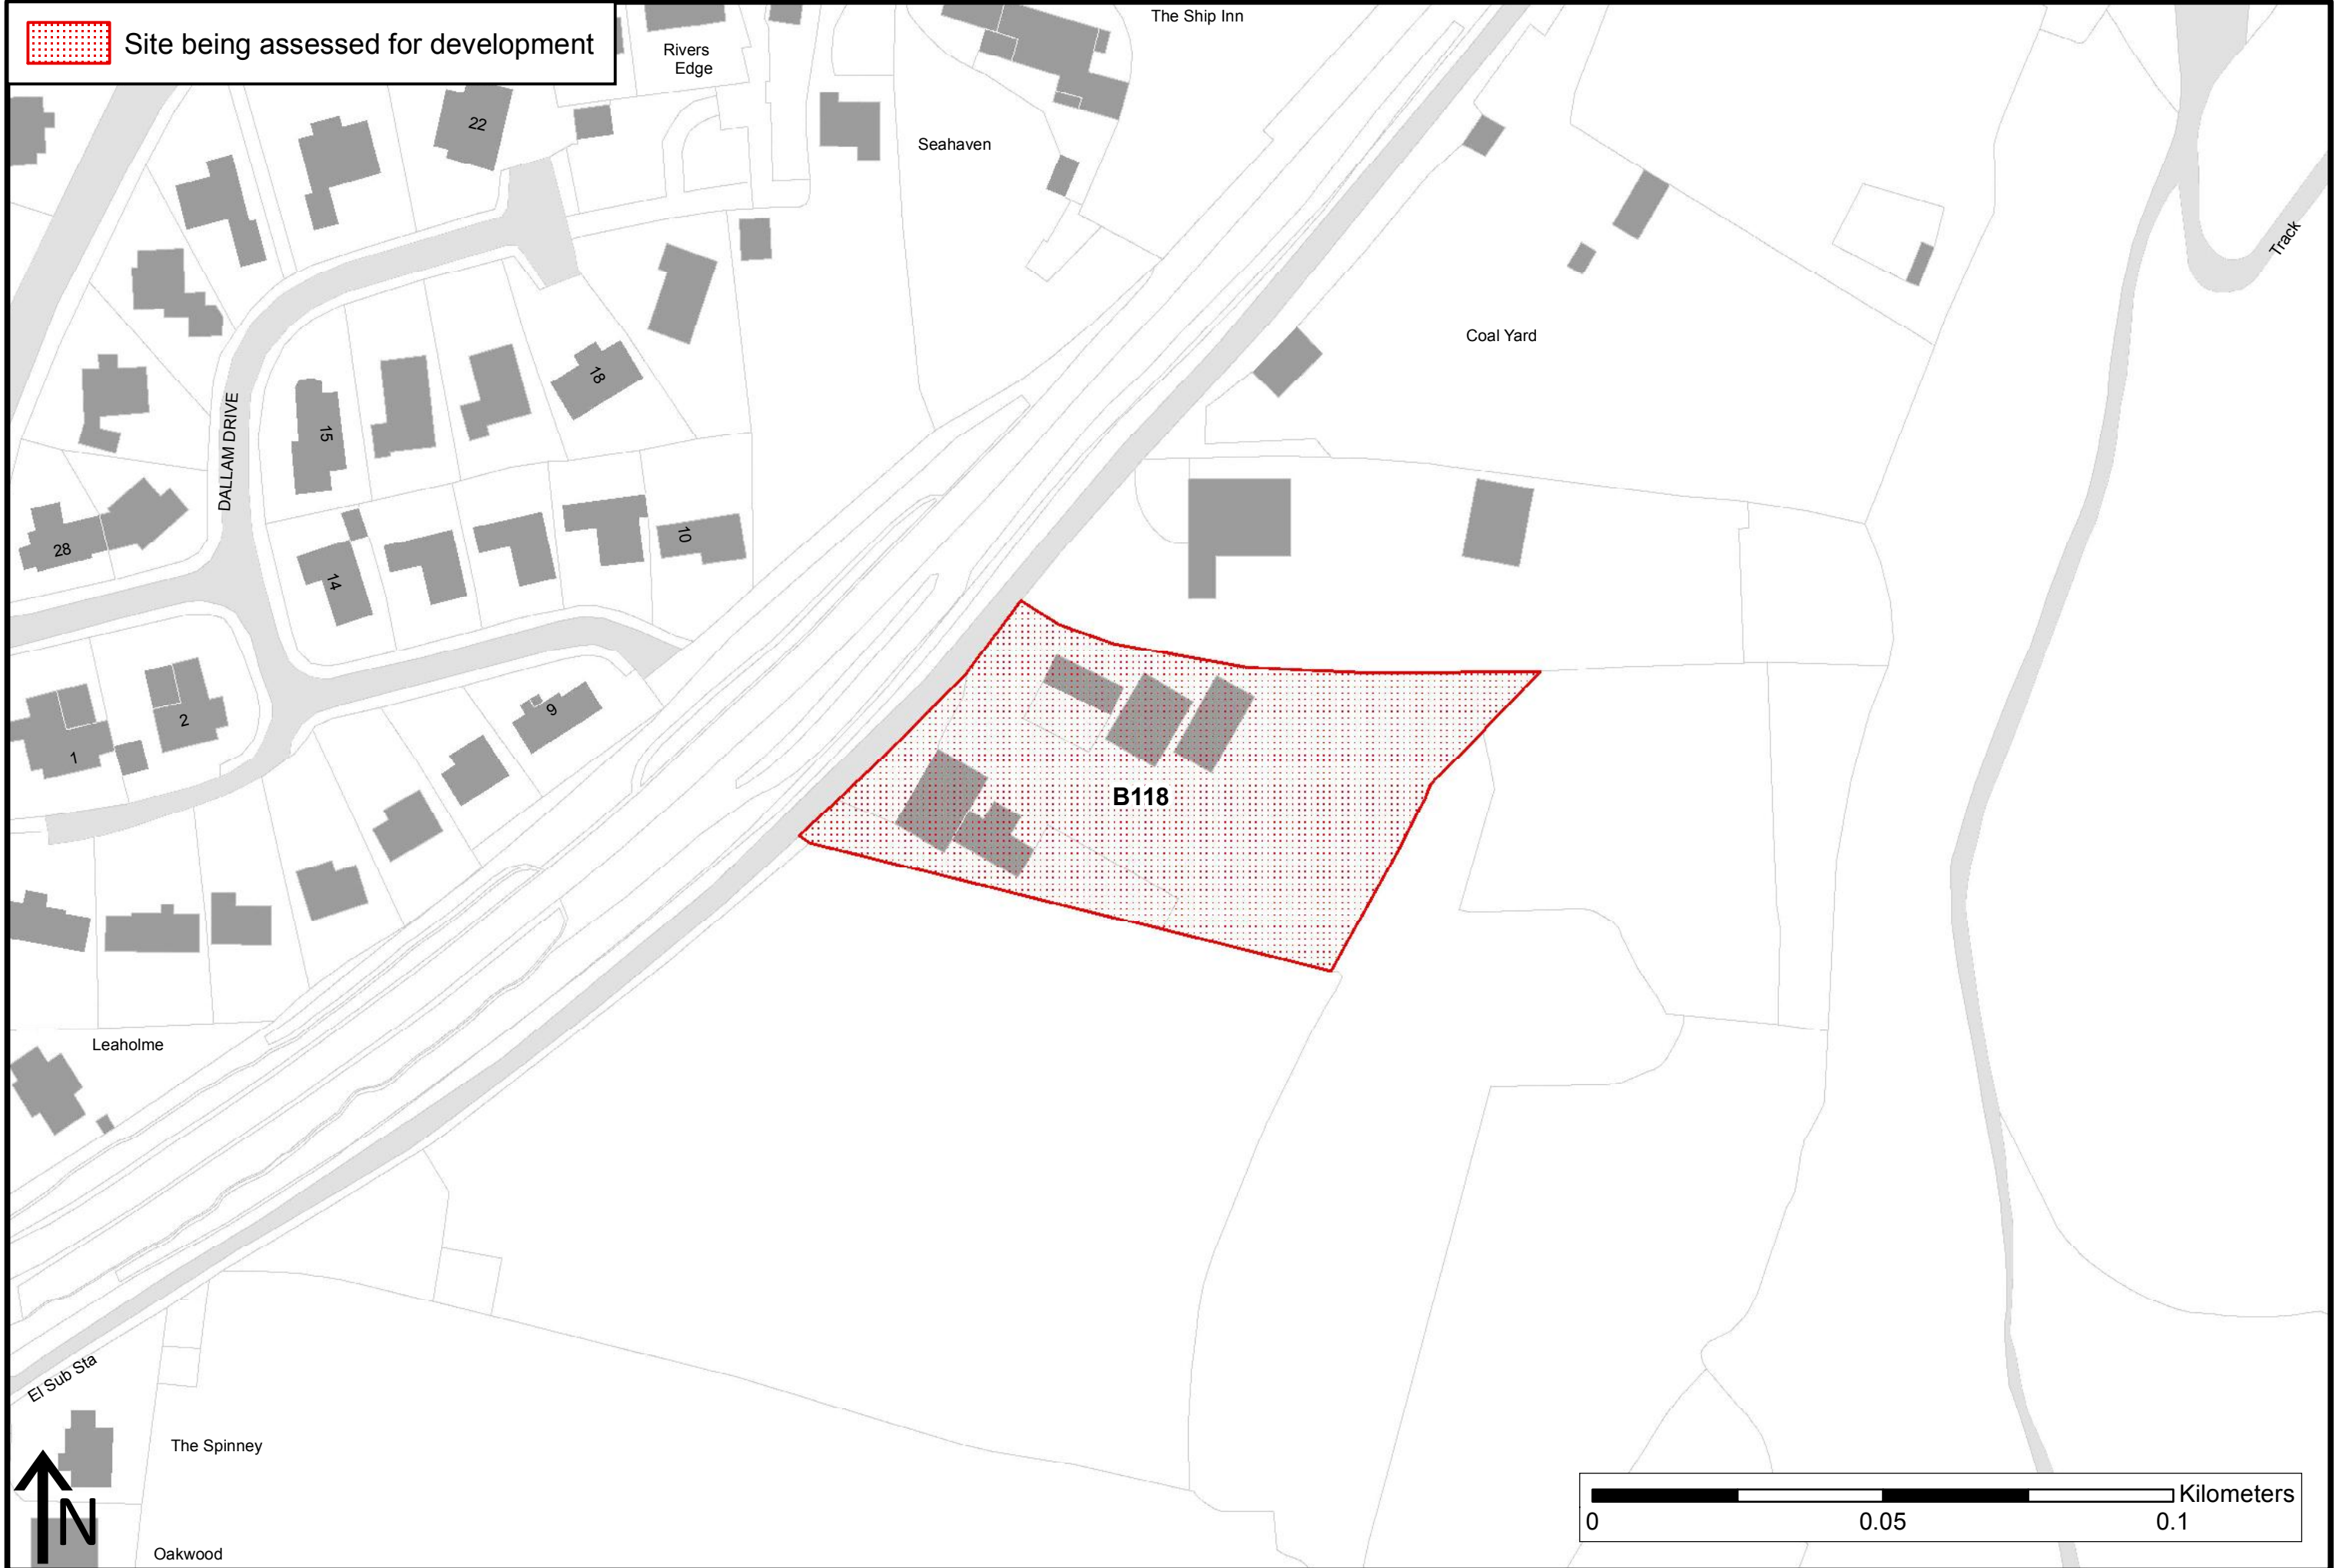 Site being assessed for development
The Ship Inn
Rivers
Edge
22
Seahaven
Track
Coal Yard
18
DALLAM DRIVE
15
28
10
14
9
2
1
B118
Leaholme
El Sub Sta
The Spinney
N
Oakwood
Kilometers
0
0.05
0.1